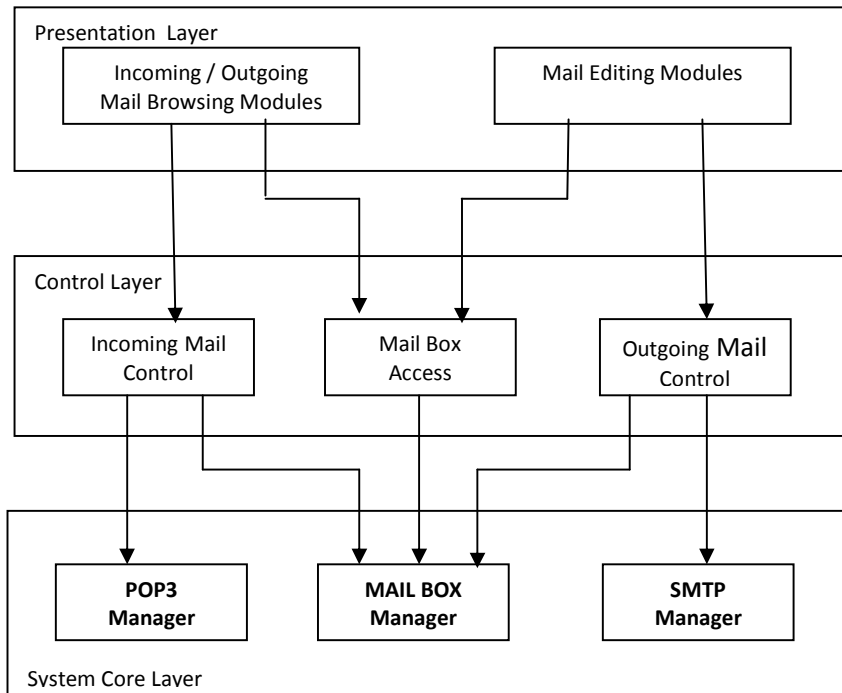 Presentation Layer
Incoming / Outgoing
Mail Browsing Modules
Mail Editing Modules
Control Layer
Incoming Mail
Control
Mail Box
Access
Outgoing Mail
Control
POP3
Manager
MAIL BOX
Manager
SMTP
Manager
System Core Layer